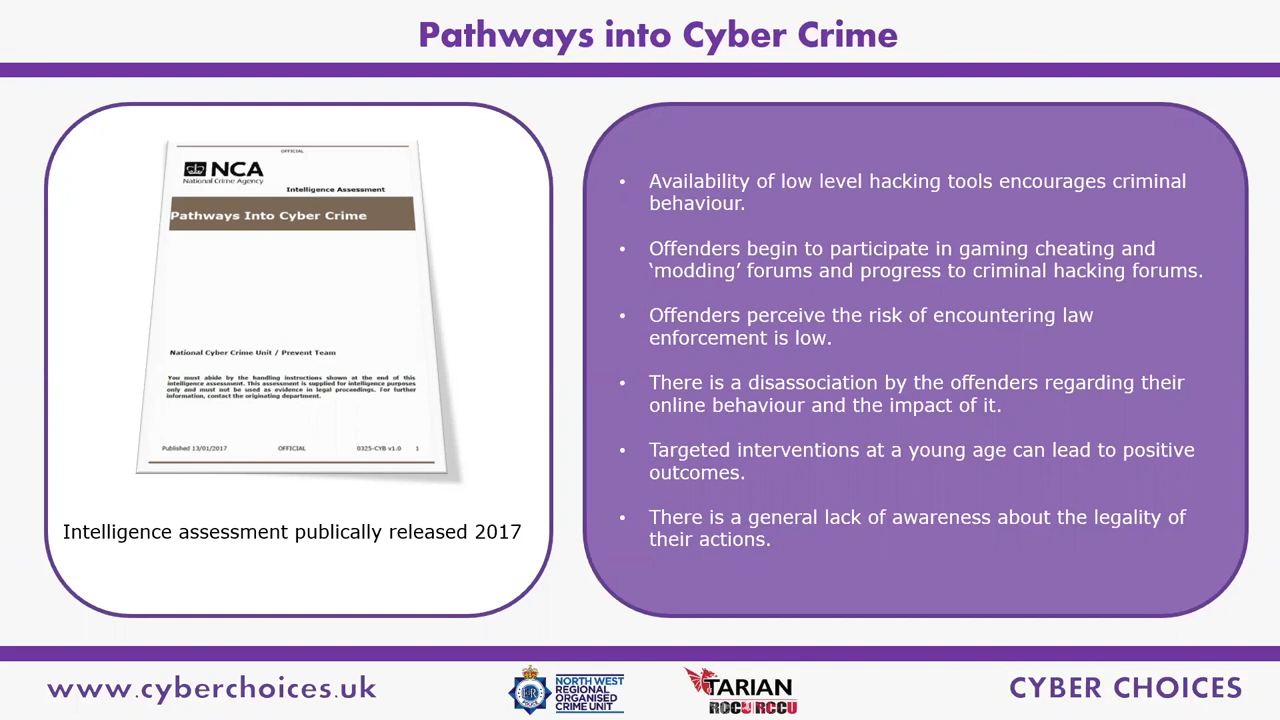 Pathways into Cyber Crime
OFFICIAL
NCA
National Crime Agency
Intelligence Assessment
Pathways Into Cyber Crime
National Cyber Crime Unit / Prevent Team
You must abide by the handling instructions shown at the end of this
intelligence assessment. This assessment is supplied for intelligence purposes
only and must not be used as evidence in legal proceedings. For further
information, contact the originating department.
Published 13/01/2017 OFFICIAL 0325-CYB v1.0 1
Intelligence assessment publically released 2017
• Availability of low level hacking tools encourages criminal
behaviour.
• Offenders begin to participate in gaming cheating and
‘modding’ forums and progress to criminal hacking forums.
• Offenders perceive the risk of encountering law
enforcement is low.
• There is a disassociation by the offenders regarding their
online behaviour and the impact of it.
• Targeted interventions at a young age can lead to positive
outcomes.
• There is a general lack of awareness about the legality of
their actions.
www.cyberchoices.uk
NORTH WEST
REGIONAL
ORGANISED
CRIME UNIT
TARIAN
ROCU RCCU
CYBER CHOICES